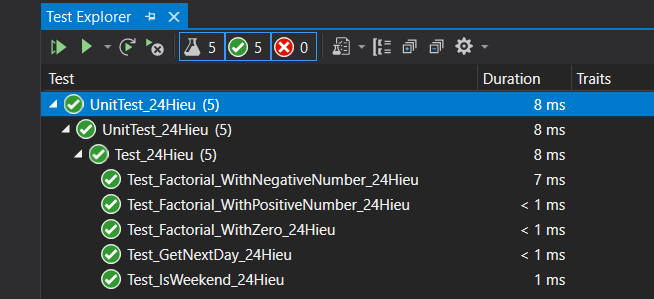 Test Explorer
5 5 0
Test Duration Traits
UnitTest_24Hieu (5) 8 ms
UnitTest_24Hieu (5) 8 ms
Test_24Hieu (5) 8 ms
Test_Factorial_WithNegativeNumber_24Hieu 7 ms
Test_Factorial_WithPositiveNumber_24Hieu < 1 ms
Test_Factorial_WithZero_24Hieu < 1 ms
Test_GetNextDay_24Hieu < 1 ms
Test_IsWeekend_24Hieu 1 ms